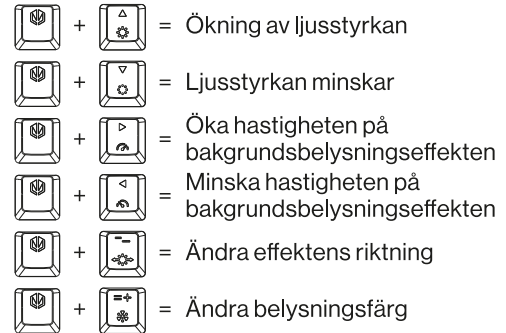 + = Ökning av ljusstyrkan
+ = Ljusstyrkan minskar
+ = Öka hastigheten på
bakgrundsbelysningseffekten
+ = Minska hastigheten på
bakgrundsbelysningseffekten
+ = Ändra effektens riktning
+ = Ändra belysningsfärg